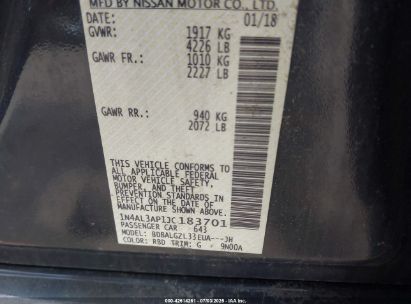 MFD BY NISSAN MOTOR CO., LTD.
DATE: 01/18
GVWR: 1917 KG
4226 LB
GAWR FR.: 1010 KG
2227 LB
GAWR RR.: 940 KG
2072 LB
THIS VEHICLE CONFORMS TO
ALL APPLICABLE FEDERAL
MOTOR VEHICLE SAFETY,
BUMPER, AND THEFT
PREVENTION STANDARDS IN
EFFECT ON THE DATE OF
MANUFACTURE SHOWN ABOVE.
1N4AL3AP1JC183701
PASSENGER CAR 643
MODEL: BDBALGZL33EUA---JH
COLOR: RBD TRIM: G - 9N00A